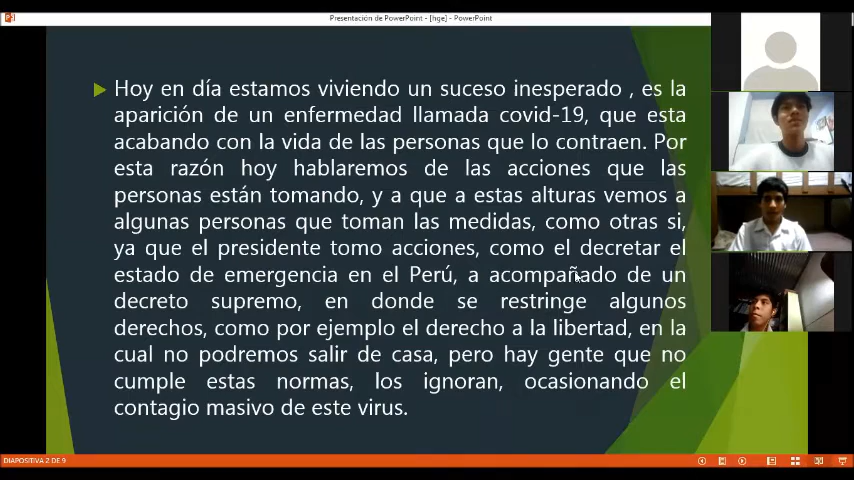 Presentación de PowerPoint - [hge] - PowerPoint
Hoy en día estamos viviendo un suceso inesperado , es la
aparición de un enfermedad llamada covid-19, que esta
acabando con la vida de las personas que lo contraen. Por
esta razón hoy hablaremos de las acciones que las
personas están tomando, y a que a estas alturas vemos a
algunas personas que toman las medidas, como otras si,
ya que el presidente tomo acciones, como el decretar el
estado de emergencia en el Perú, a acompañado de un
decreto supremo, en donde se restringe algunos
derechos, como por ejemplo el derecho a la libertad, en la
cual no podremos salir de casa, pero hay gente que no
cumple estas normas, los ignoran, ocasionando el
contagio masivo de este virus.
DIAPOSITIVA 2 DE 9